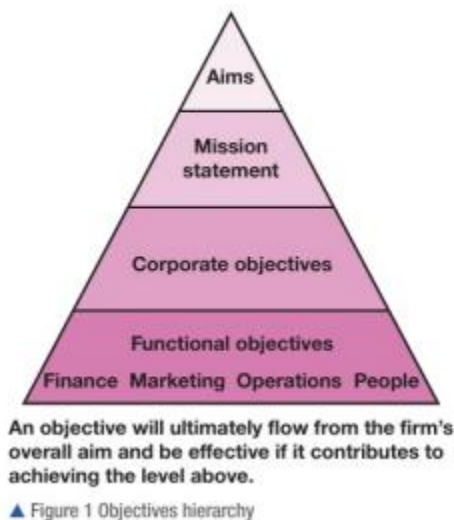 Aims
Mission
statement
Corporate objectives
Functional objectives
Finance Marketing Operations People
An objective will ultimately flow from the firm's
overall aim and be effective if it contributes to
achieving the level above.
▲ Figure 1 Objectives hierarchy